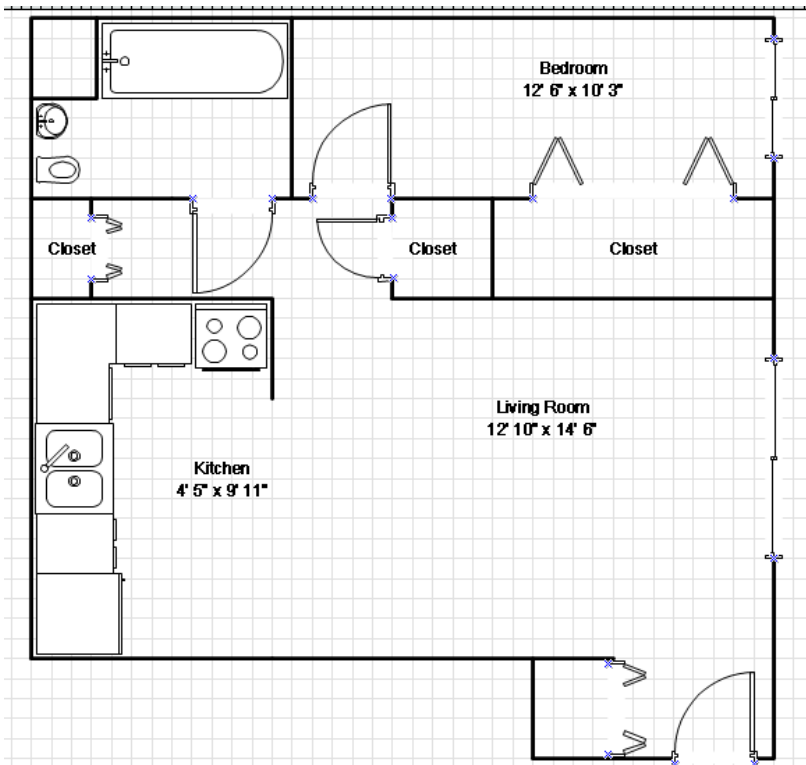 Bedroom
12' 6" x 10' 3"
Closet
Closet
Closet
Living Room
12' 10" x 14' 6"
Kitchen
4' 5" x 9' 11"